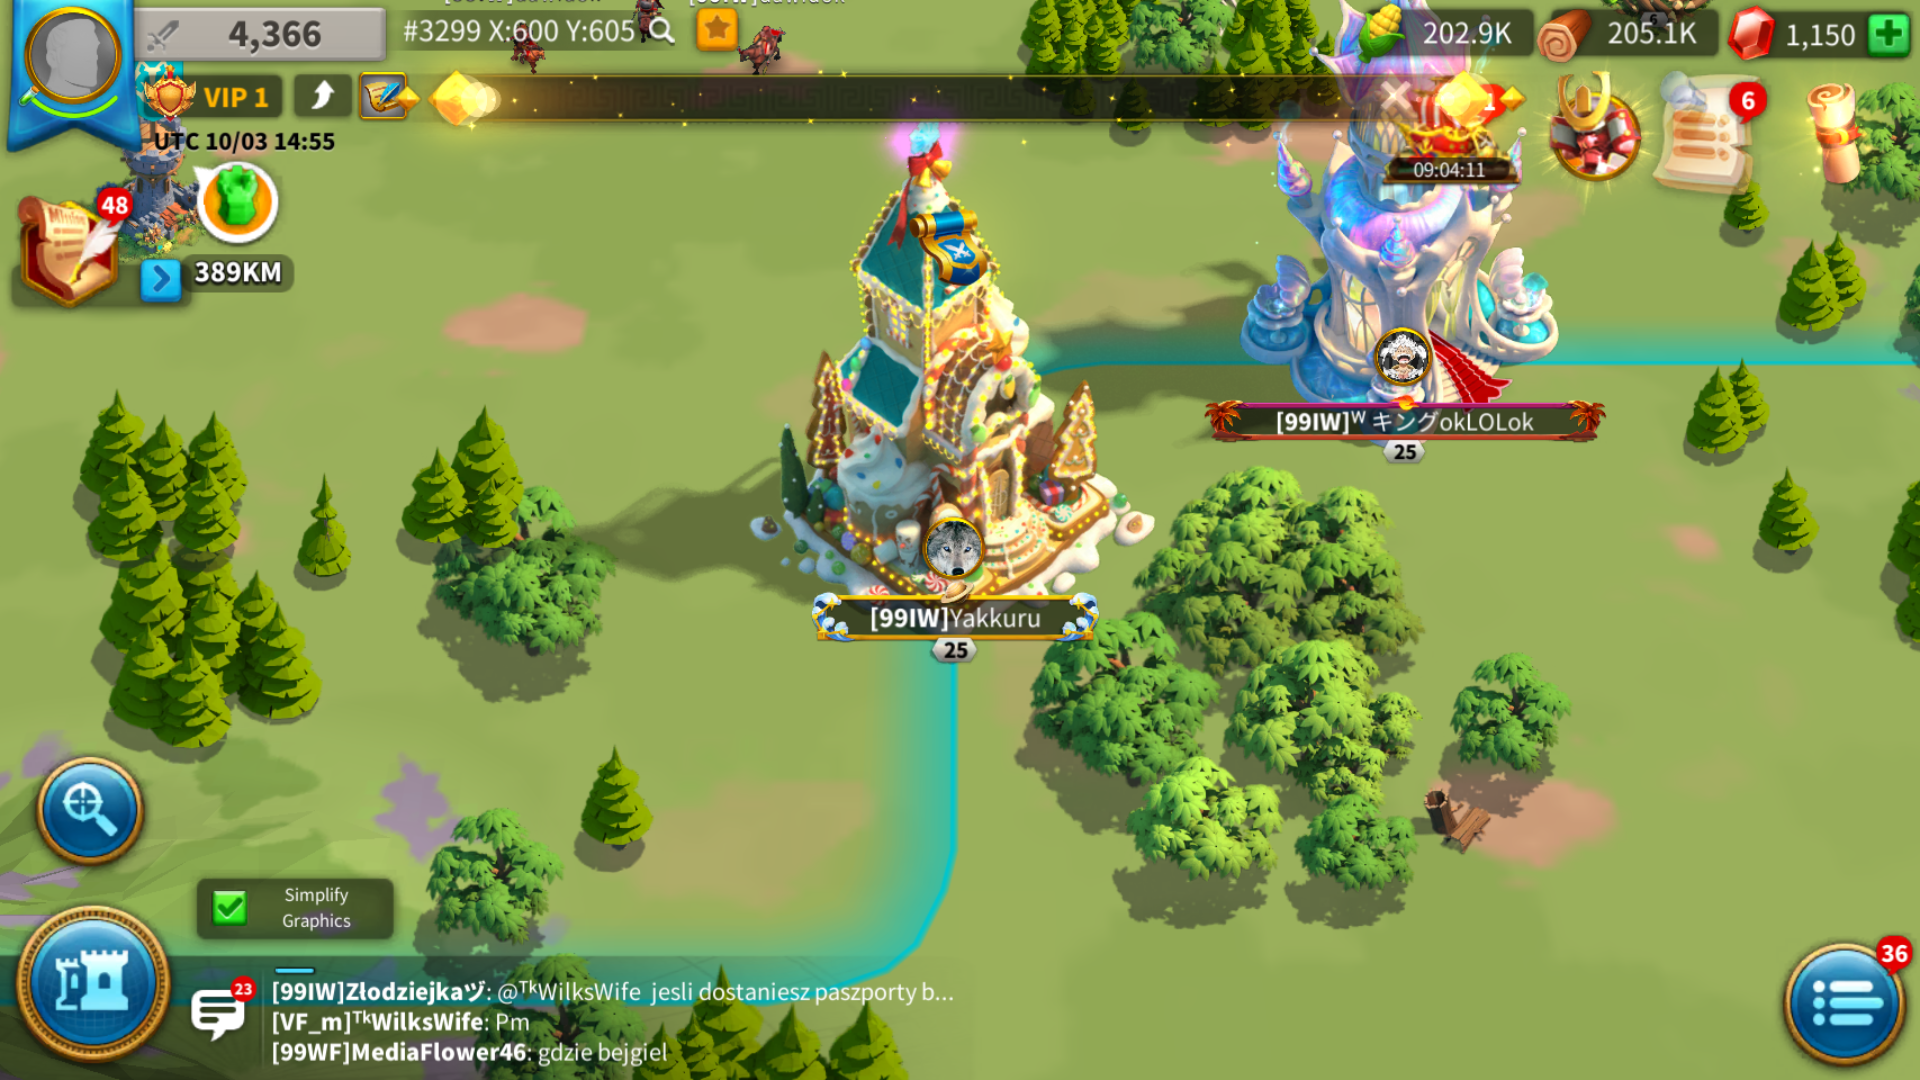 4,366
#3299 X:600 Y:605
202.9K
205.1K
1,150
VIP 1
1
6
UTC 10/03 14:55
09:04:11
48
Mission
389KM
[99IW]ᵂ キングokLOLok
25
[99IW]Yakkuru
25
Simplify
Graphics
36
23
[99IW]Złodziejkaヅ: @ᵀᵏWilksWife jesli dostaniesz paszporty b...
[VF_m]ᵀᵏWilksWife: Pm
[99WF]MediaFlower46: gdzie bejgiel